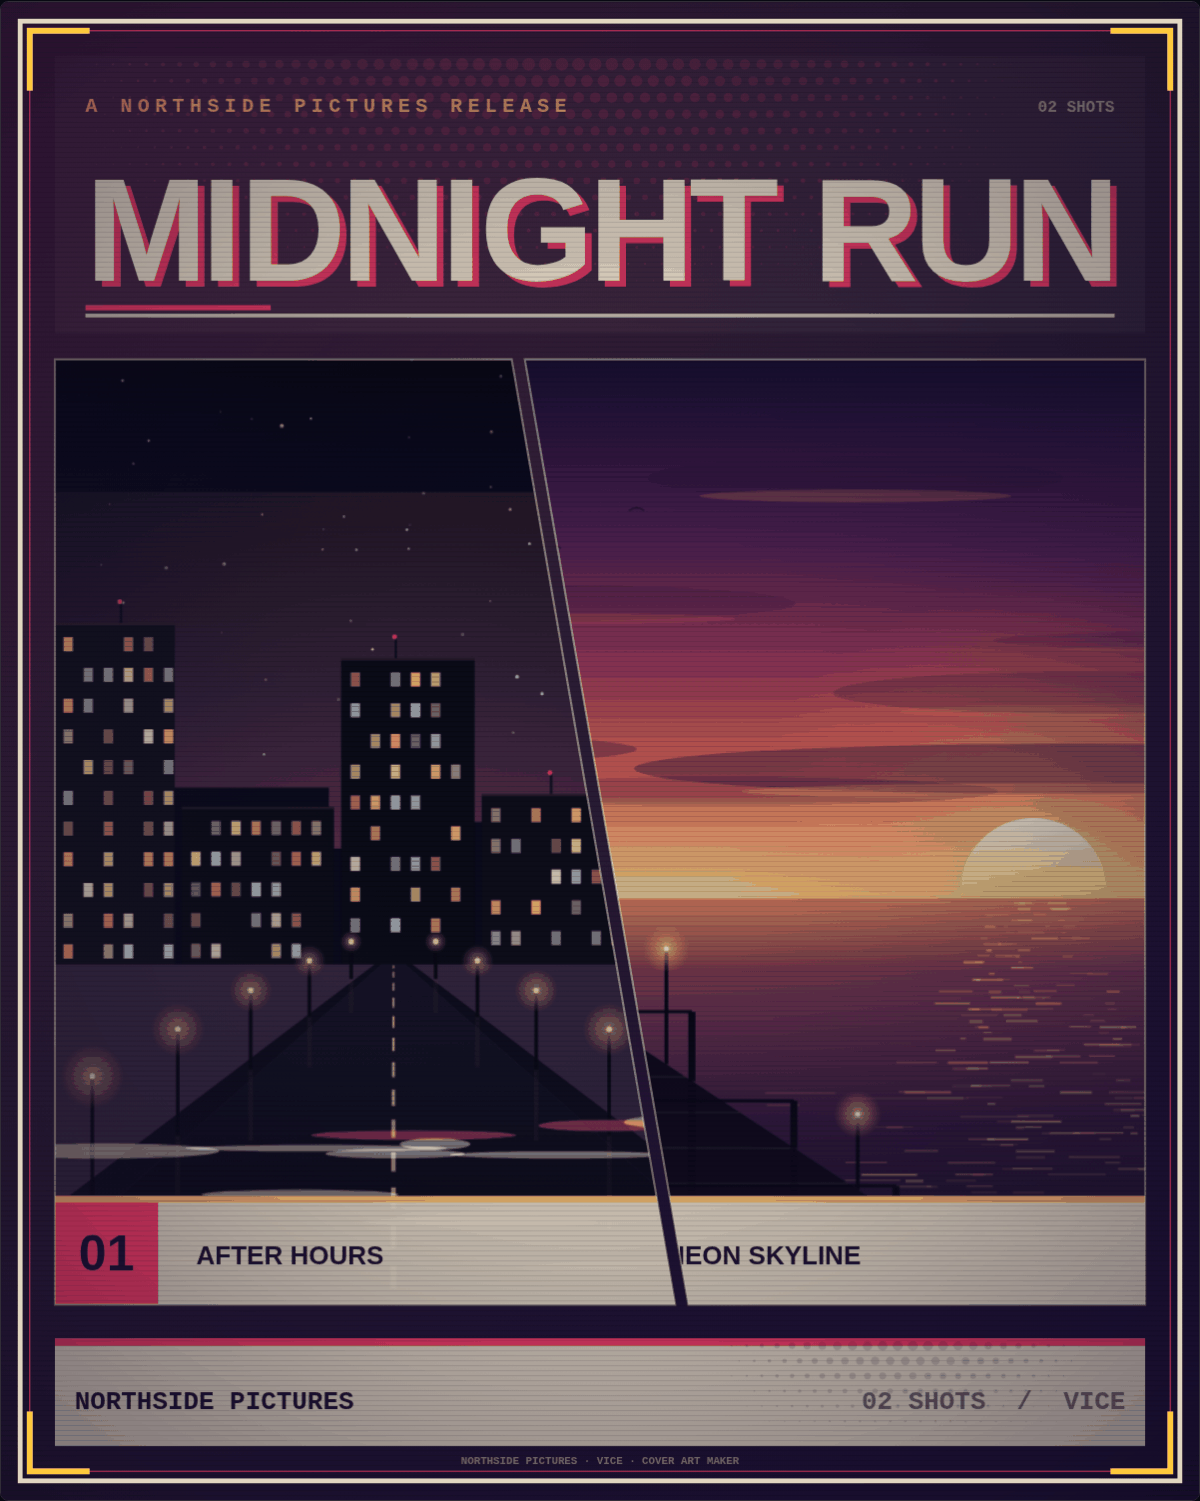 A NORTHSIDE PICTURES RELEASE
02 SHOTS
MIDNIGHT RUN
01
AFTER HOURS
EON SKYLINE
NORTHSIDE PICTURES
02 SHOTS / VICE
NORTHSIDE PICTURES · VICE · COVER ART MAKER